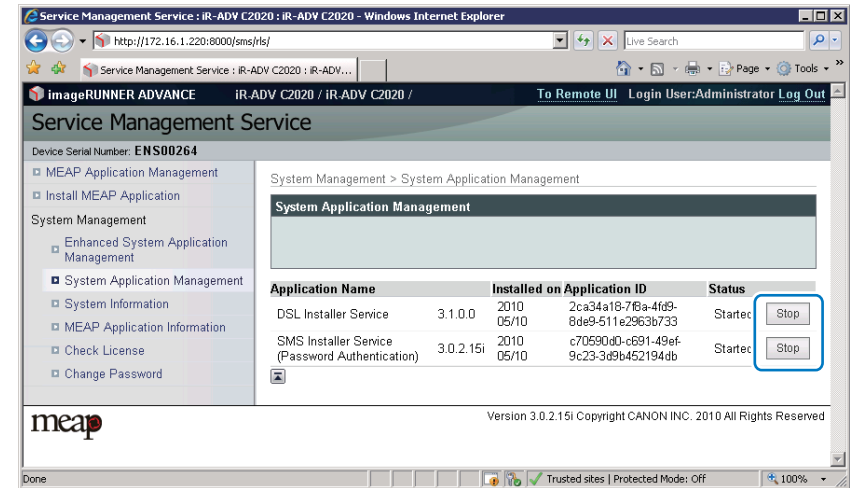 Service Management Service : iR-ADV C2020 : iR-ADV C2020 - Windows Internet Explorer
http://172.16.1.220:8000/sms/rls/
Live Search
Service Management Service : iR-ADV C2020 : iR-ADV...
Page
Tools
imageRUNNER ADVANCE iR-ADV C2020 / iR-ADV C2020 /
To Remote UI Login User:Administrator Log Out
Service Management Service
Device Serial Number: ENS00264
MEAP Application Management
Install MEAP Application
System Management
Enhanced System Application
Management
System Application Management
System Information
MEAP Application Information
Check License
Change Password
System Management > System Application Management
System Application Management
Application Name Installed on Application ID Status
DSL Installer Service 3.1.0.0 2010 05/10 2ca34a18-7f8a-4fd9-8de9-511e2963b733 Started Stop
SMS Installer Service
(Password Authentication) 3.0.2.15i 2010 05/10 c70590d0-c691-49ef-9c23-3d9b452194db Started Stop
meap
Version 3.0.2.15i Copyright CANON INC. 2010 All Rights Reserved
Done
Trusted sites | Protected Mode: Off
100%